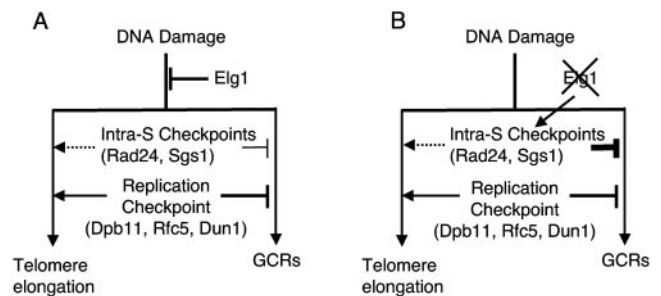 A
DNA Damage
Elg1
Intra-S Checkpoints
(Rad24, Sgs1)
Replication
Checkpoint
(Dpb11, Rfc5, Dun1)
Telomere
elongation
GCRs
B
DNA Damage
Elg1
Intra-S Checkpoints
(Rad24, Sgs1)
Replication
Checkpoint
(Dpb11, Rfc5, Dun1)
Telomere
elongation
GCRs